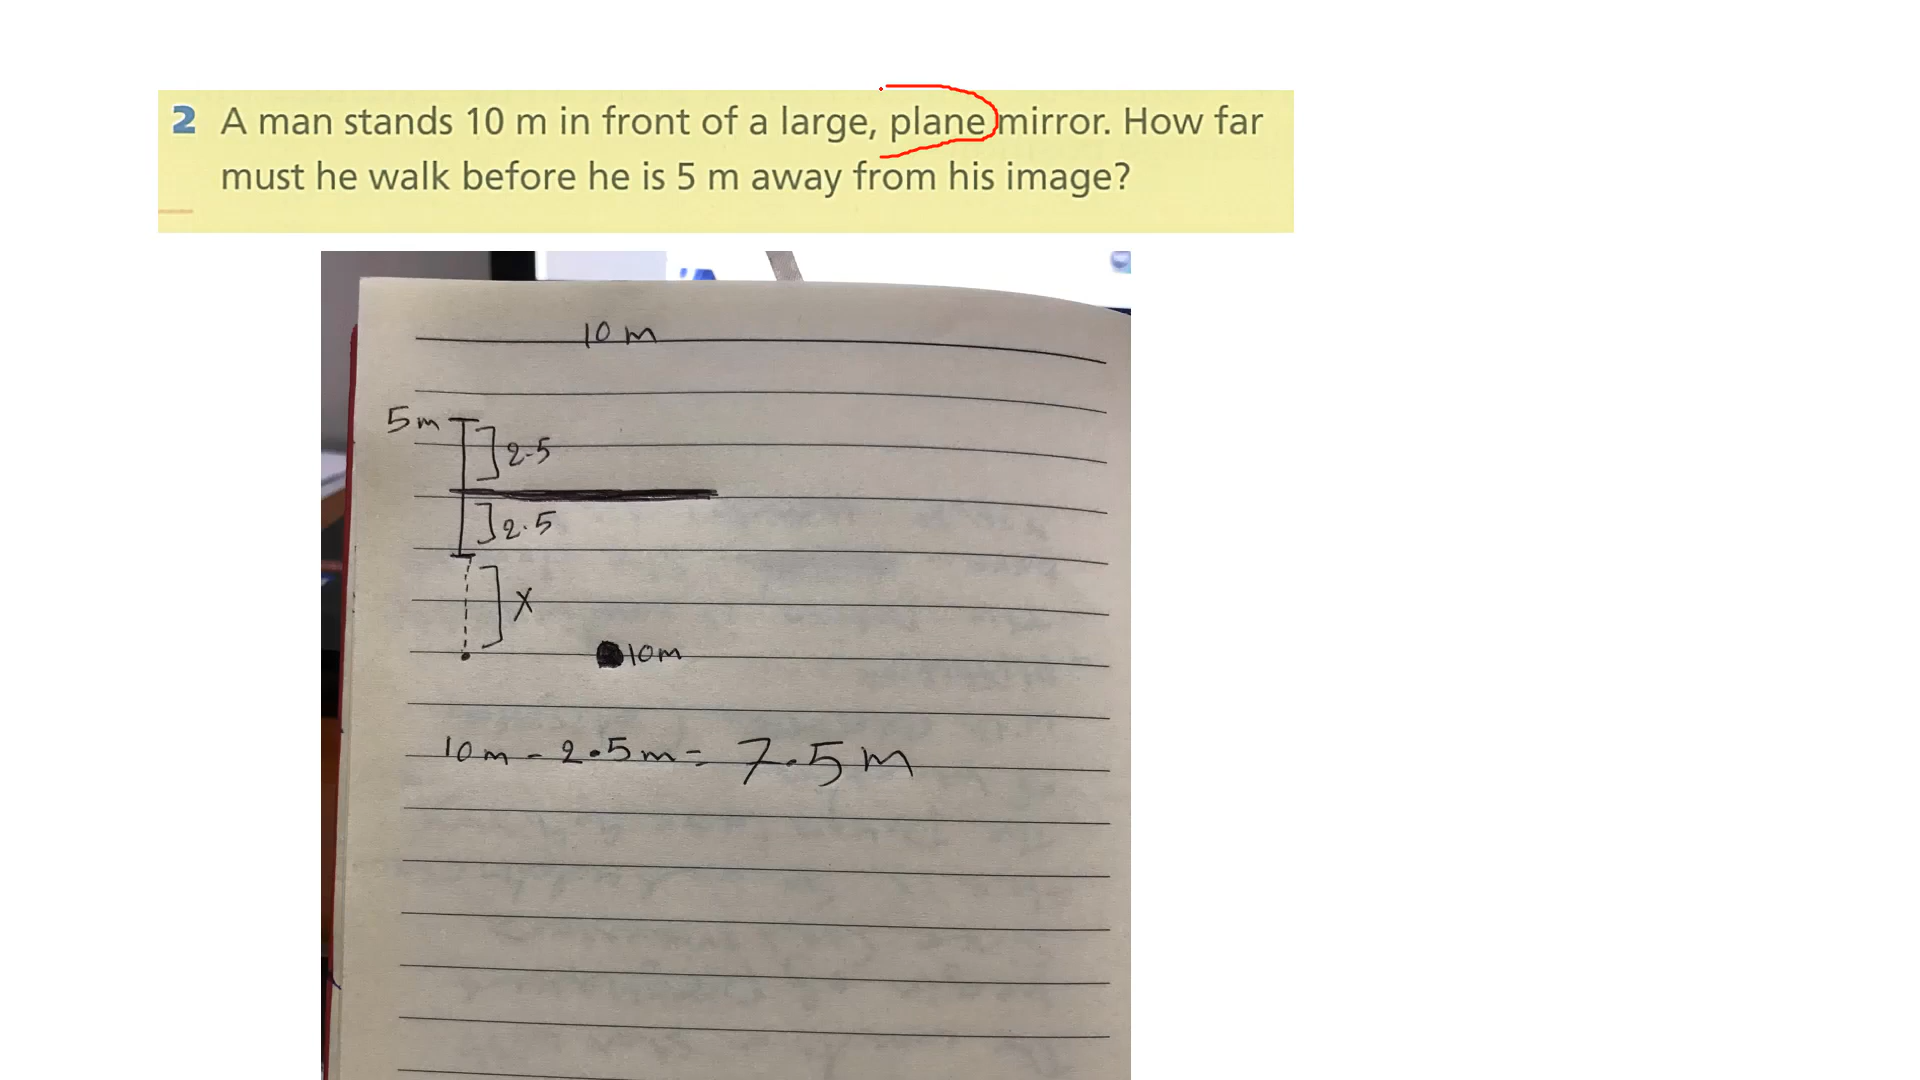 2 A man stands 10 m in front of a large, plane mirror. How far
must he walk before he is 5 m away from his image?
10 m
5 m
2.5
2.5
X
10m
10m - 2.5m = 7.5m